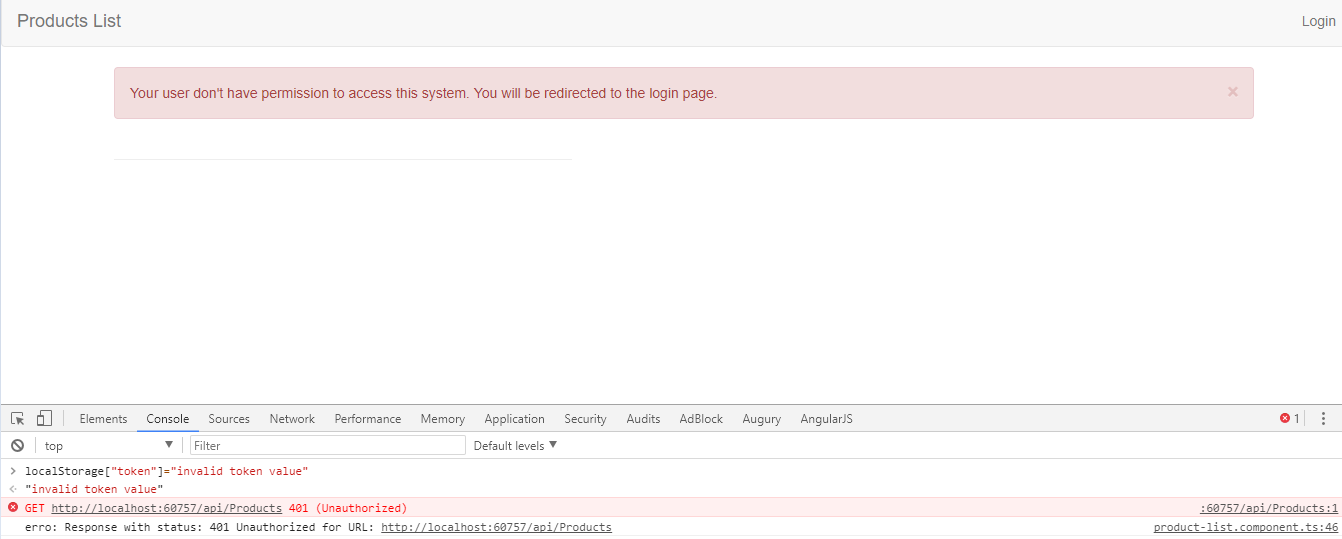 Products List Login
Your user don't have permission to access this system. You will be redirected to the login page. ×
Elements Console Sources Network Performance Memory Application Security Audits AdBlock Augury AngularJS 1
top Filter Default levels
localStorage["token"]="invalid token value"
"invalid token value"
GET http://localhost:60757/api/Products 401 (Unauthorized) :60757/api/Products:1
erro: Response with status: 401 Unauthorized for URL: http://localhost:60757/api/Products product-list.component.ts:46